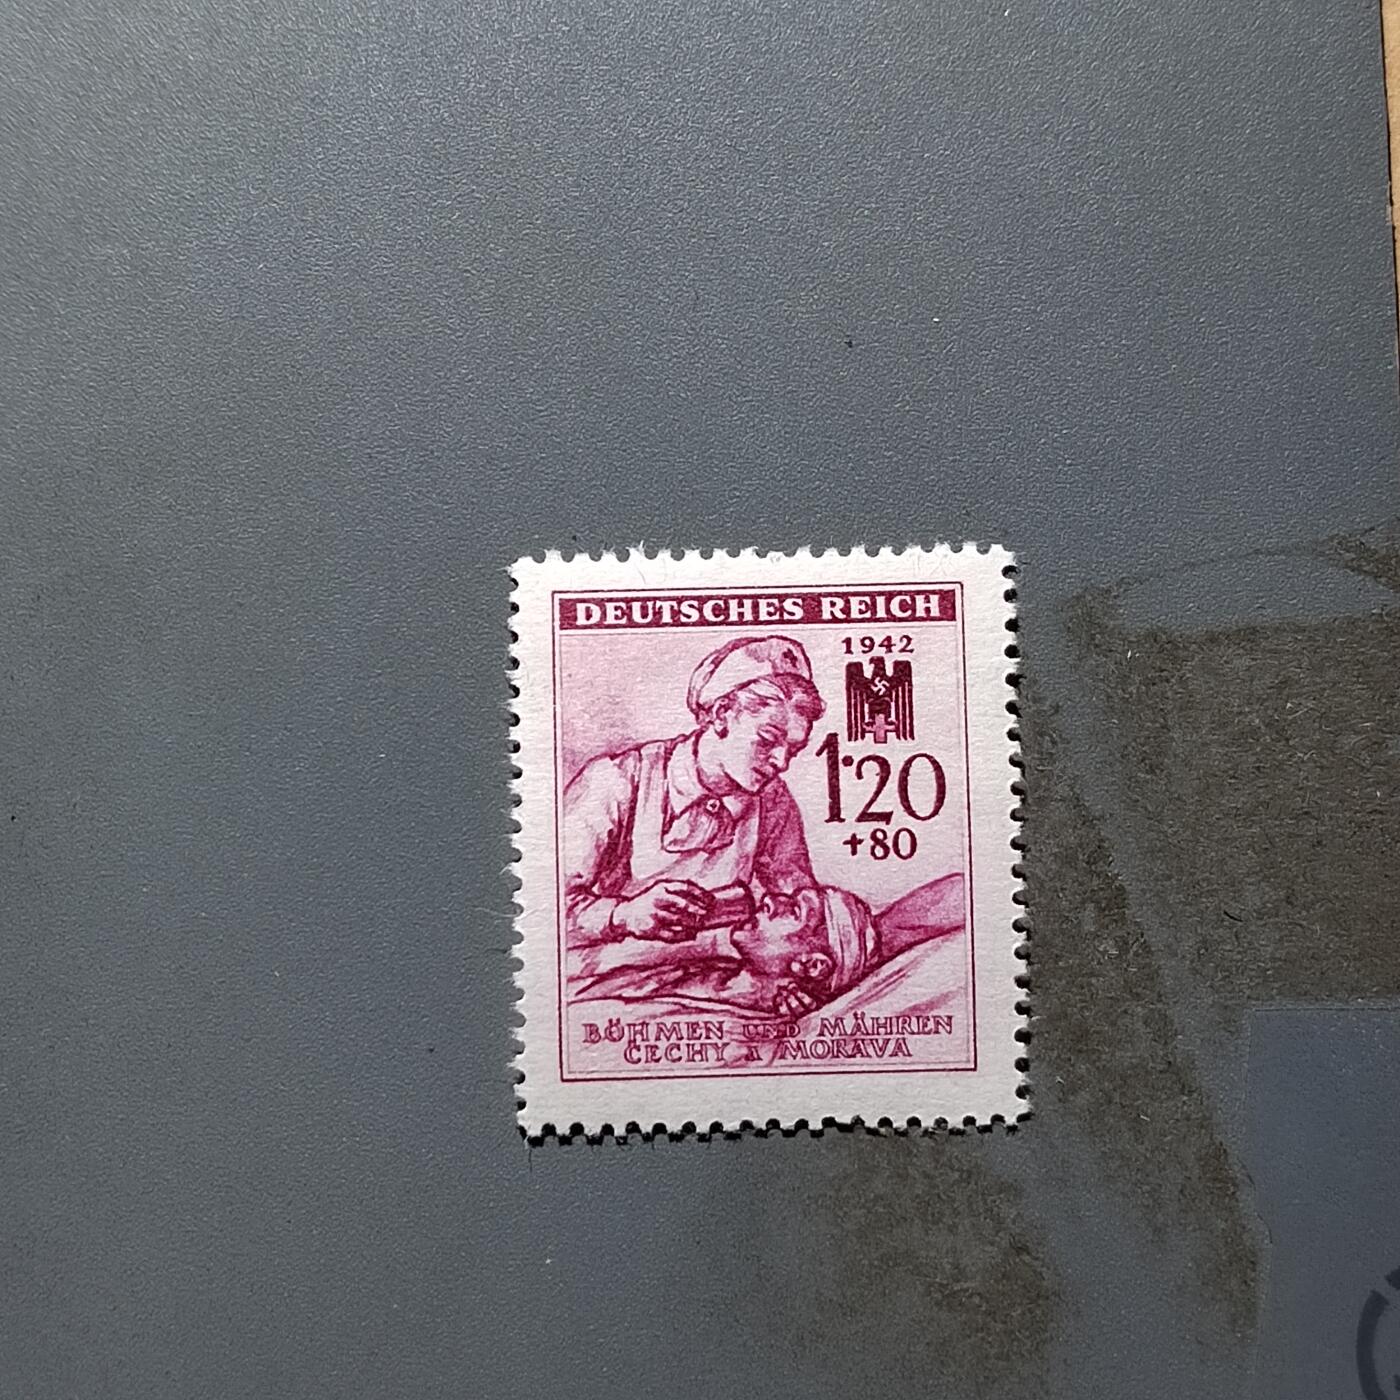 DEUTSCHES REICH
1942
1·20
+80
BÖHMEN UND MÄHREN
ČECHY A MORAVA